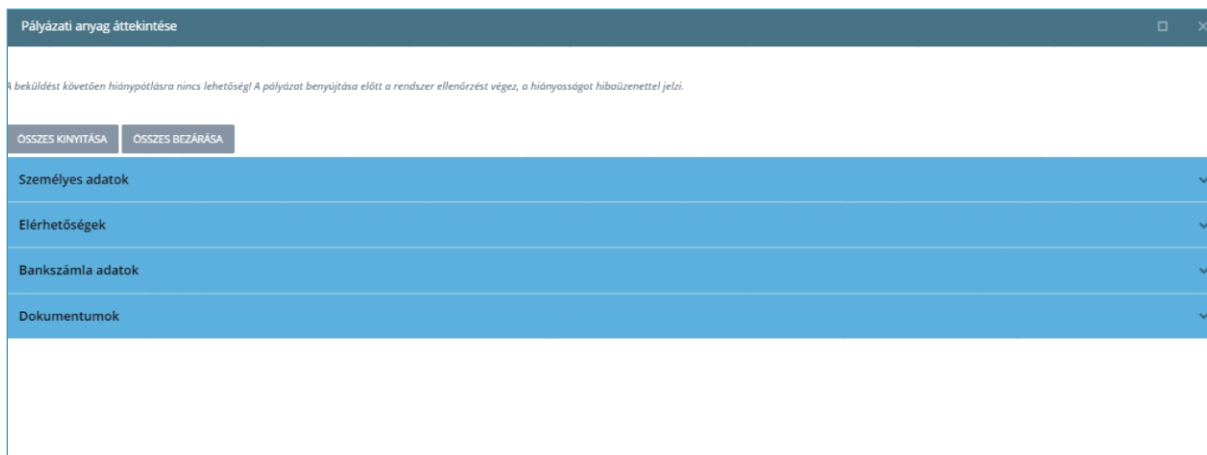 Pályázati anyag áttekintése
A beküldést követően hiánypótlásra nincs lehetőség! A pályázat benyújtása előtt a rendszer ellenőrzést végez, a hiányosságot hibaüzenettel jelzi.
ÖSSZES KINYITÁSA ÖSSZES BEZÁRÁSA
Személyes adatok
Elérhetőségek
Bankszámla adatok
Dokumentumok